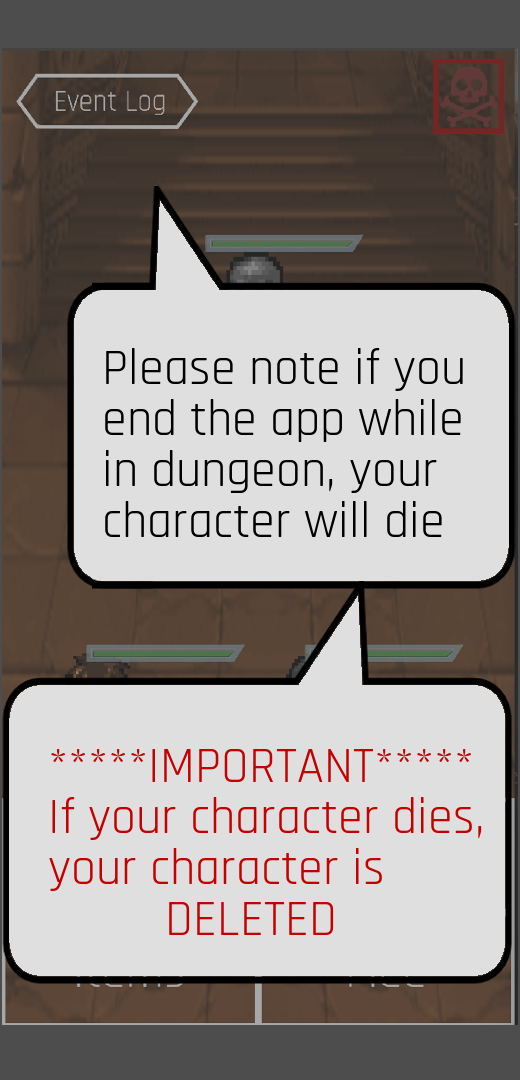 Event Log
Please note if you
end the app while
in dungeon, your
character will die
*****IMPORTANT*****
If your character dies,
your character is
DELETED